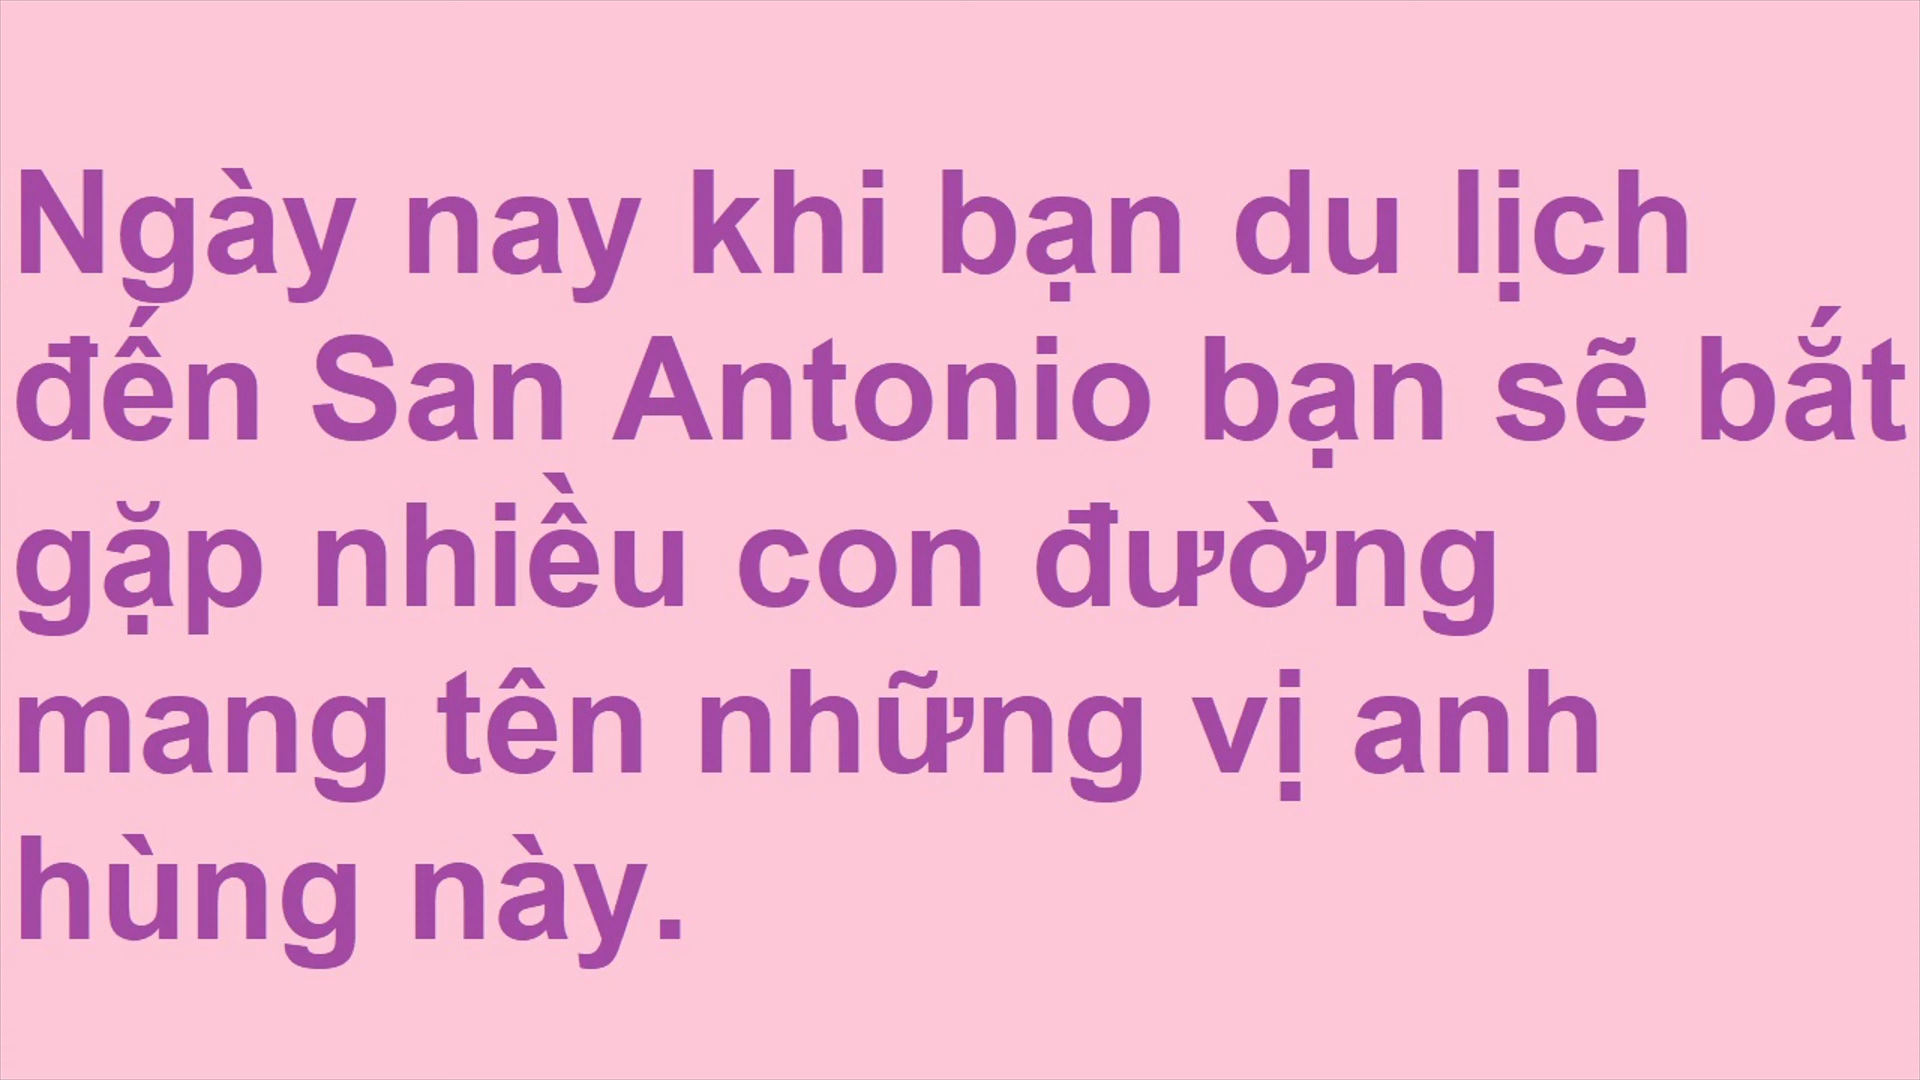 Ngày nay khi bạn du lịch
đến San Antonio bạn sẽ bắt
gặp nhiều con đường
mang tên những vị anh
hùng này.